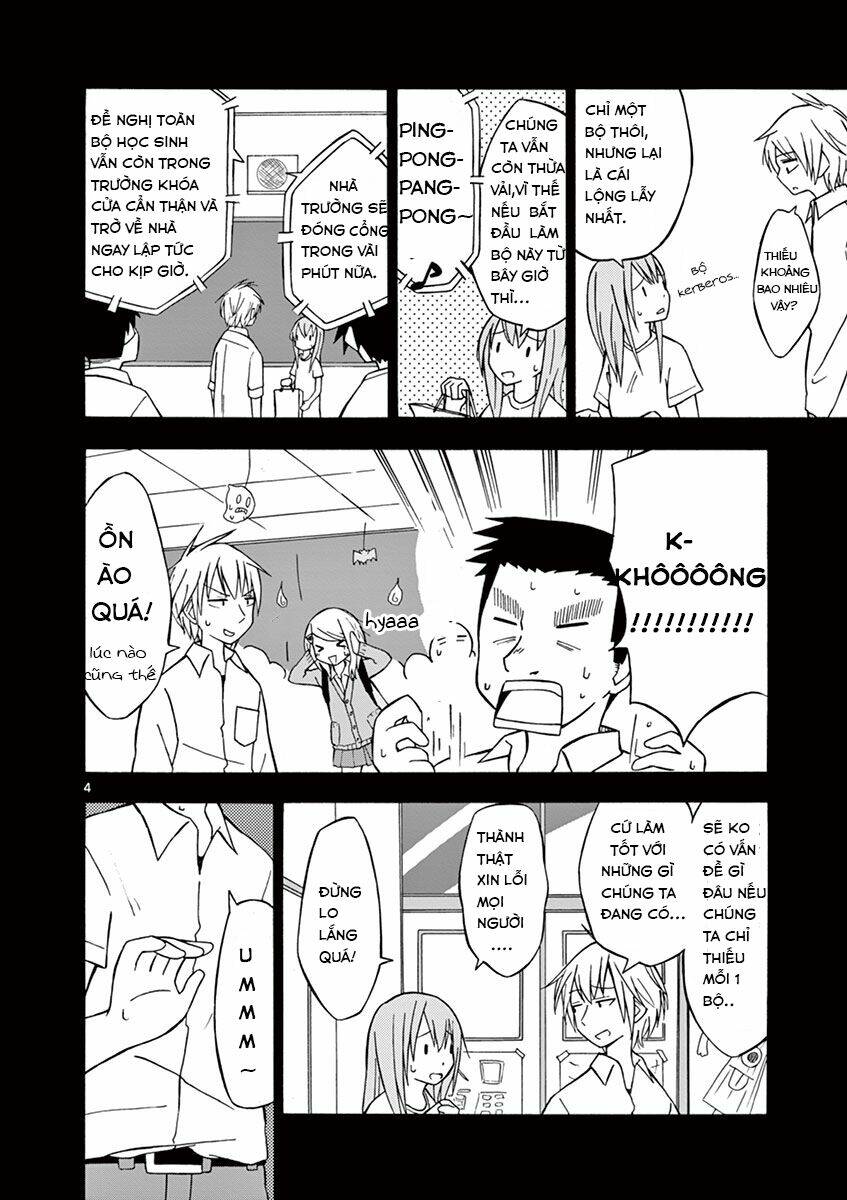 CHỈ MỘT
BỘ THÔI,
NHƯNG LẠI
LÀ CÁI
LỘNG LẪY
NHẤT.
THIẾU
KHOẢNG
BAO NHIÊU
VẬY?
BỘ
KERBEROS...
CHÚNG
TA VẪN
CÒN THỪA
VẢI,VÌ THẾ
NẾU BẮT
ĐẦU LÀM
BỘ NÀY TỪ
BÂY GIỜ
THÌ...
PING-
PONG-
PANG-
PONG~
NHÀ
TRƯỜNG SẼ
ĐÓNG CỔNG
TRONG VÀI
PHÚT NỮA.
ĐỀ NGHỊ TOÀN
BỘ HỌC SINH
VẪN CÒN TRONG
TRƯỜNG KHÓA
CỬA CẨN THẬN VÀ
TRỞ VỀ NHÀ
NGAY LẬP TỨC
CHO KỊP GIỜ.
K-
KHÔÔÔÔNG
!!!!!!!!!!!!
hyaaa
ỒN
ÀO
QUÁ!
lúc nào
cũng thế
4
SẼ KO
CÓ VẤN
ĐỀ GÌ
ĐÂU NẾU
CHÚNG
TA CHỈ
THIẾU
MỖI 1
BỘ..
CỨ LÀM
TỐT VỚI
NHỮNG GÌ
CHÚNG TA
ĐANG CÓ...
THÀNH
THẬT
XIN LỖI
MỌI
NGƯỜI
....
ĐỪNG
LO
LẮNG
QUÁ!
U
M
M
M
~